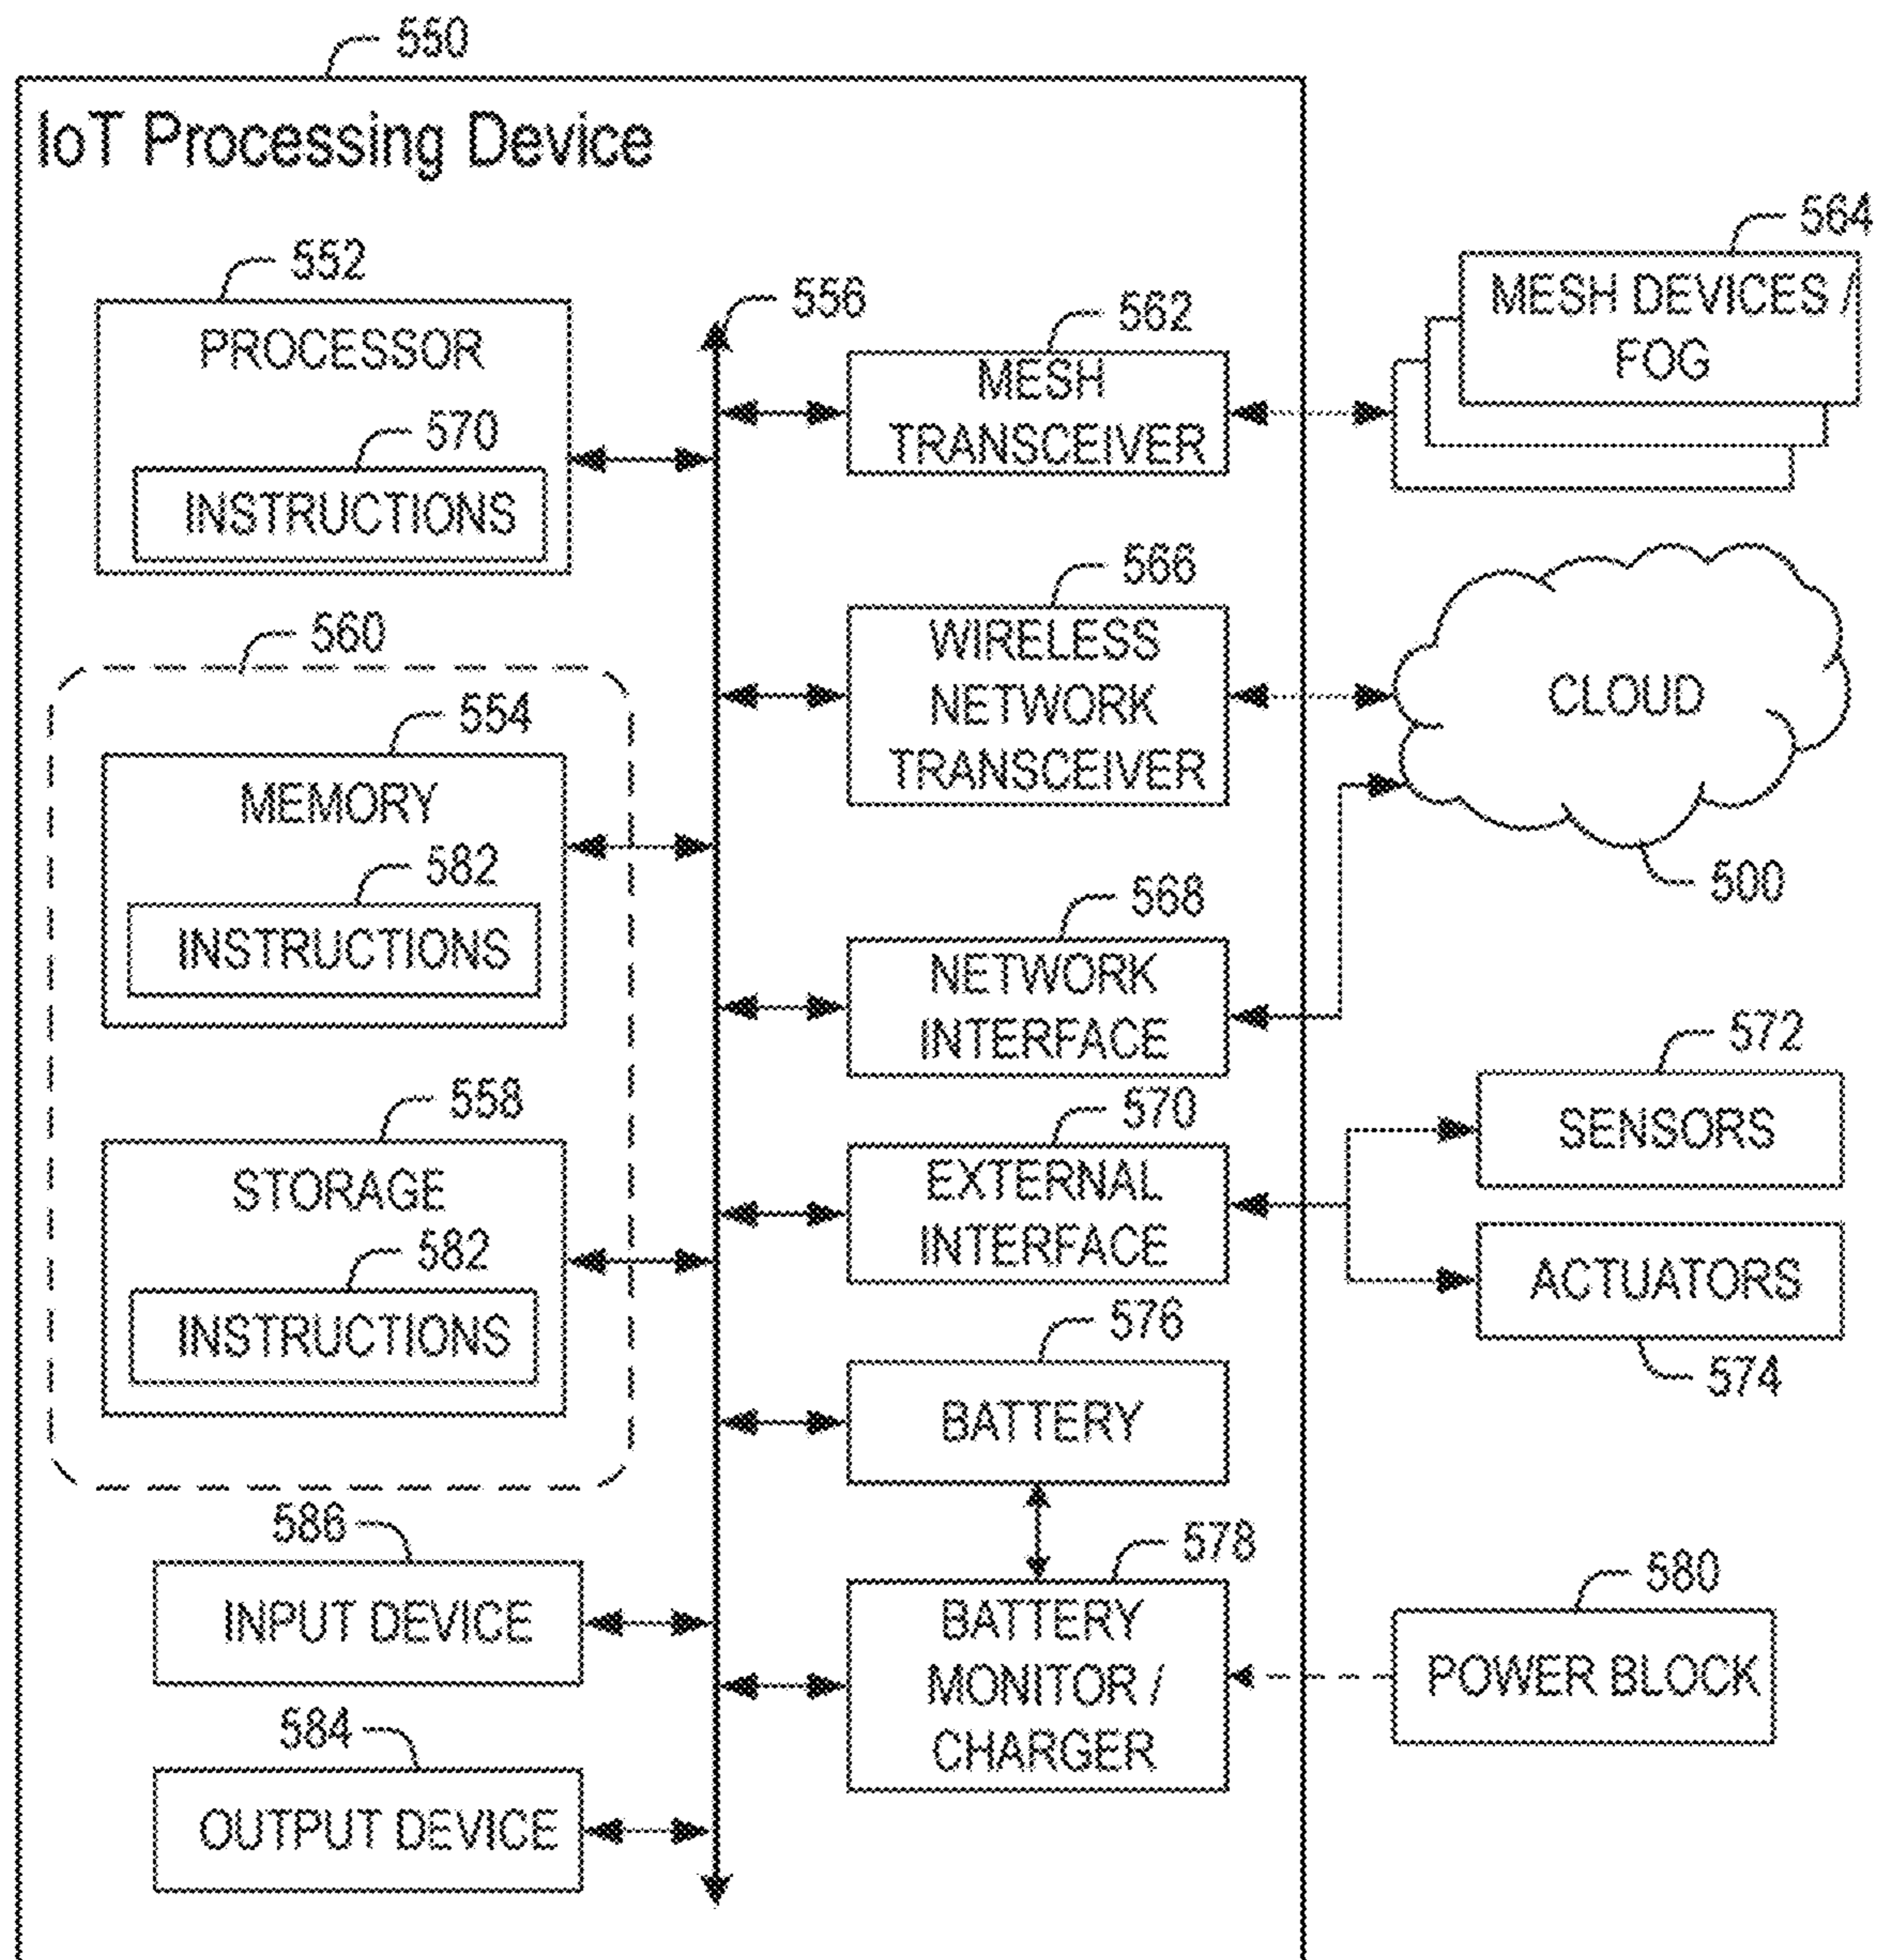 550
IoT Processing Device
552
PROCESSOR
570
INSTRUCTIONS
560
554
MEMORY
582
INSTRUCTIONS
558
STORAGE
582
INSTRUCTIONS
586
INPUT DEVICE
584
OUTPUT DEVICE
556
562
MESH
TRANSCEIVER
566
WIRELESS
NETWORK
TRANSCEIVER
568
NETWORK
INTERFACE
570
EXTERNAL
INTERFACE
576
BATTERY
578
BATTERY
MONITOR /
CHARGER
564
MESH DEVICES /
FOG
CLOUD
500
572
SENSORS
ACTUATORS
574
580
POWER BLOCK